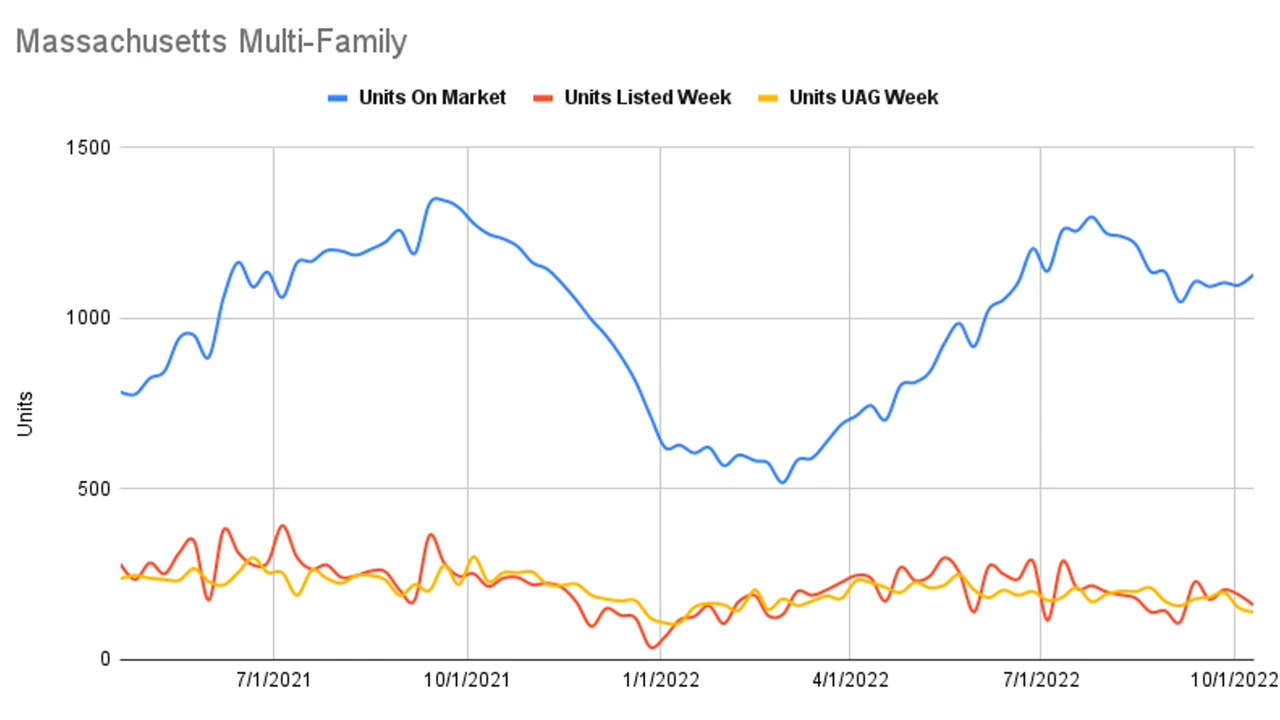 Massachusetts Multi-Family
Units On Market Units Listed Week Units UAG Week
1500
1000
500
0
Units
7/1/2021 10/1/2021 1/1/2022 4/1/2022 7/1/2022 10/1/2022